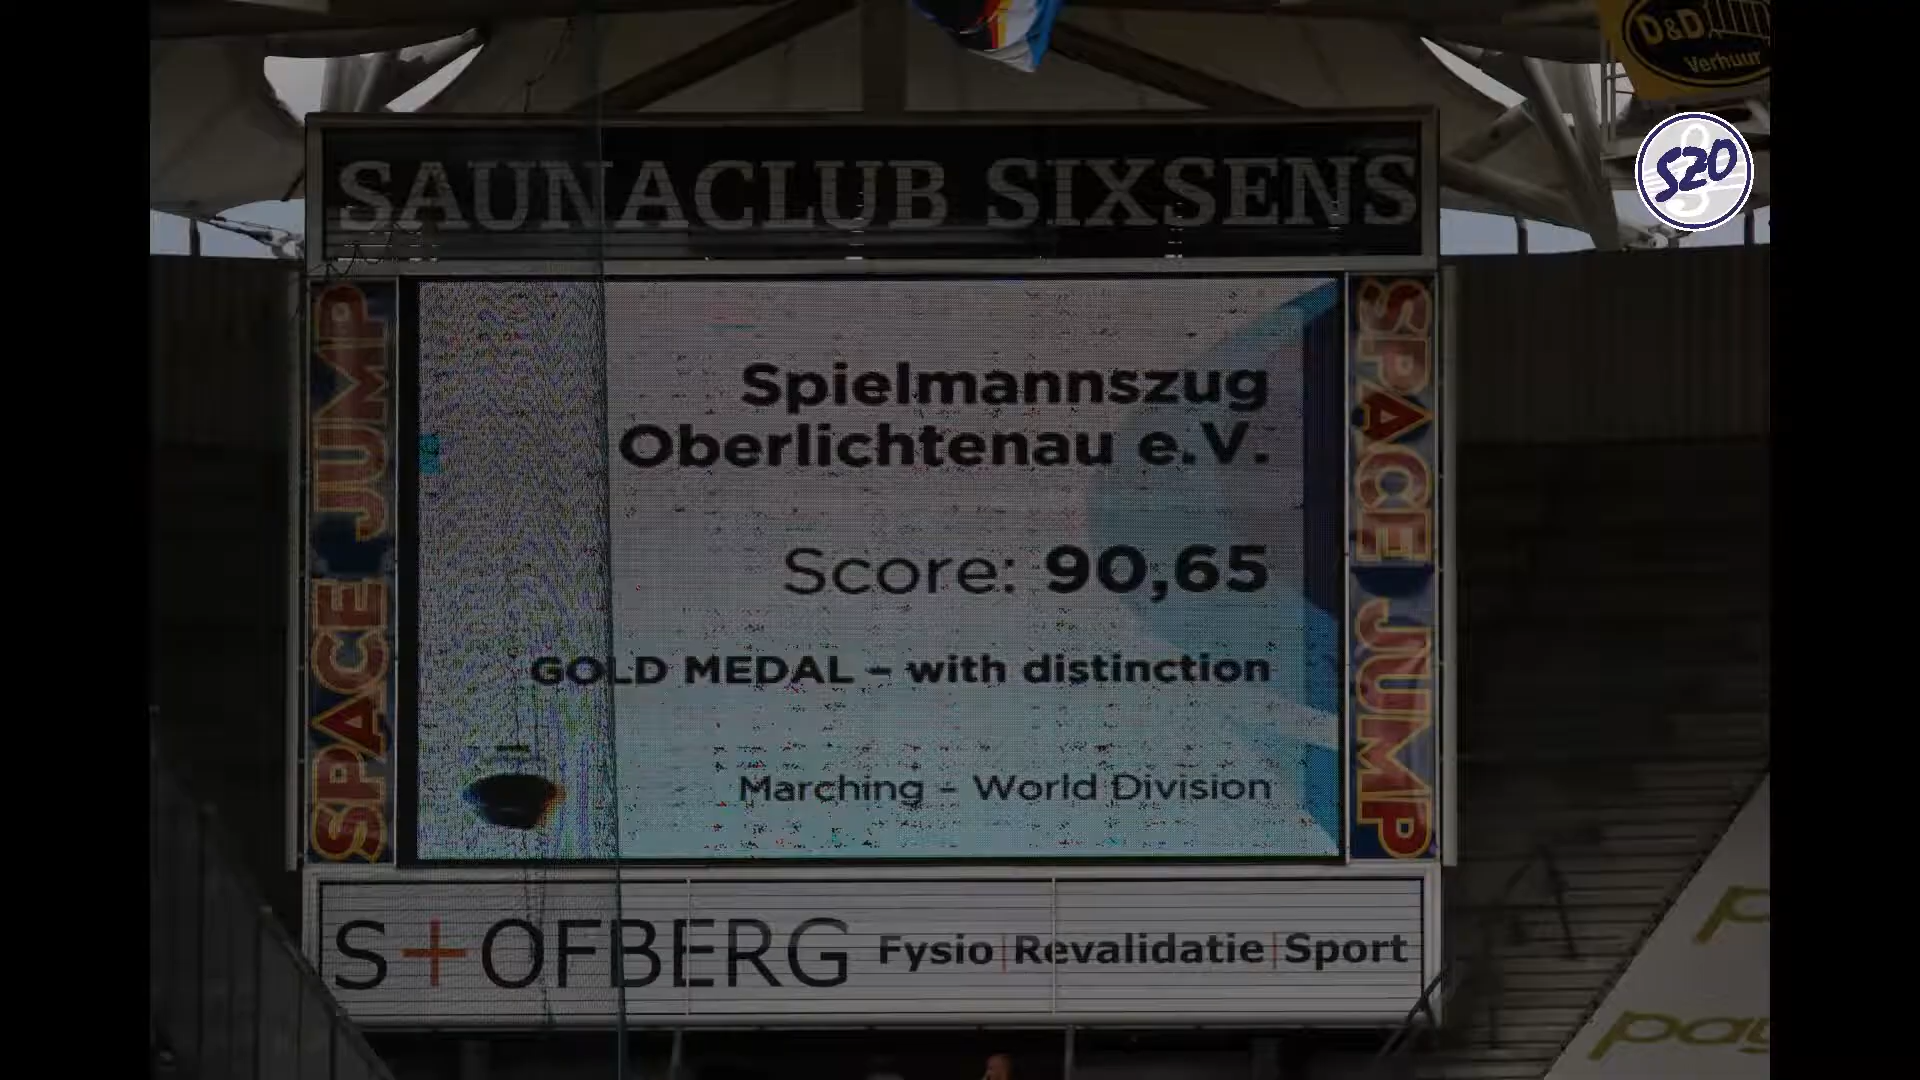 D&D
Verhuur
SZO
SAUNACLUB SIXSENS
SPACE JUMP
SPACE JUMP
Spielmannszug
Oberlichtenau e.V.
Score: 90,65
GOLD MEDAL – with distinction
Marching – World Division
S+OFBERG Fysio|Revalidatie|Sport